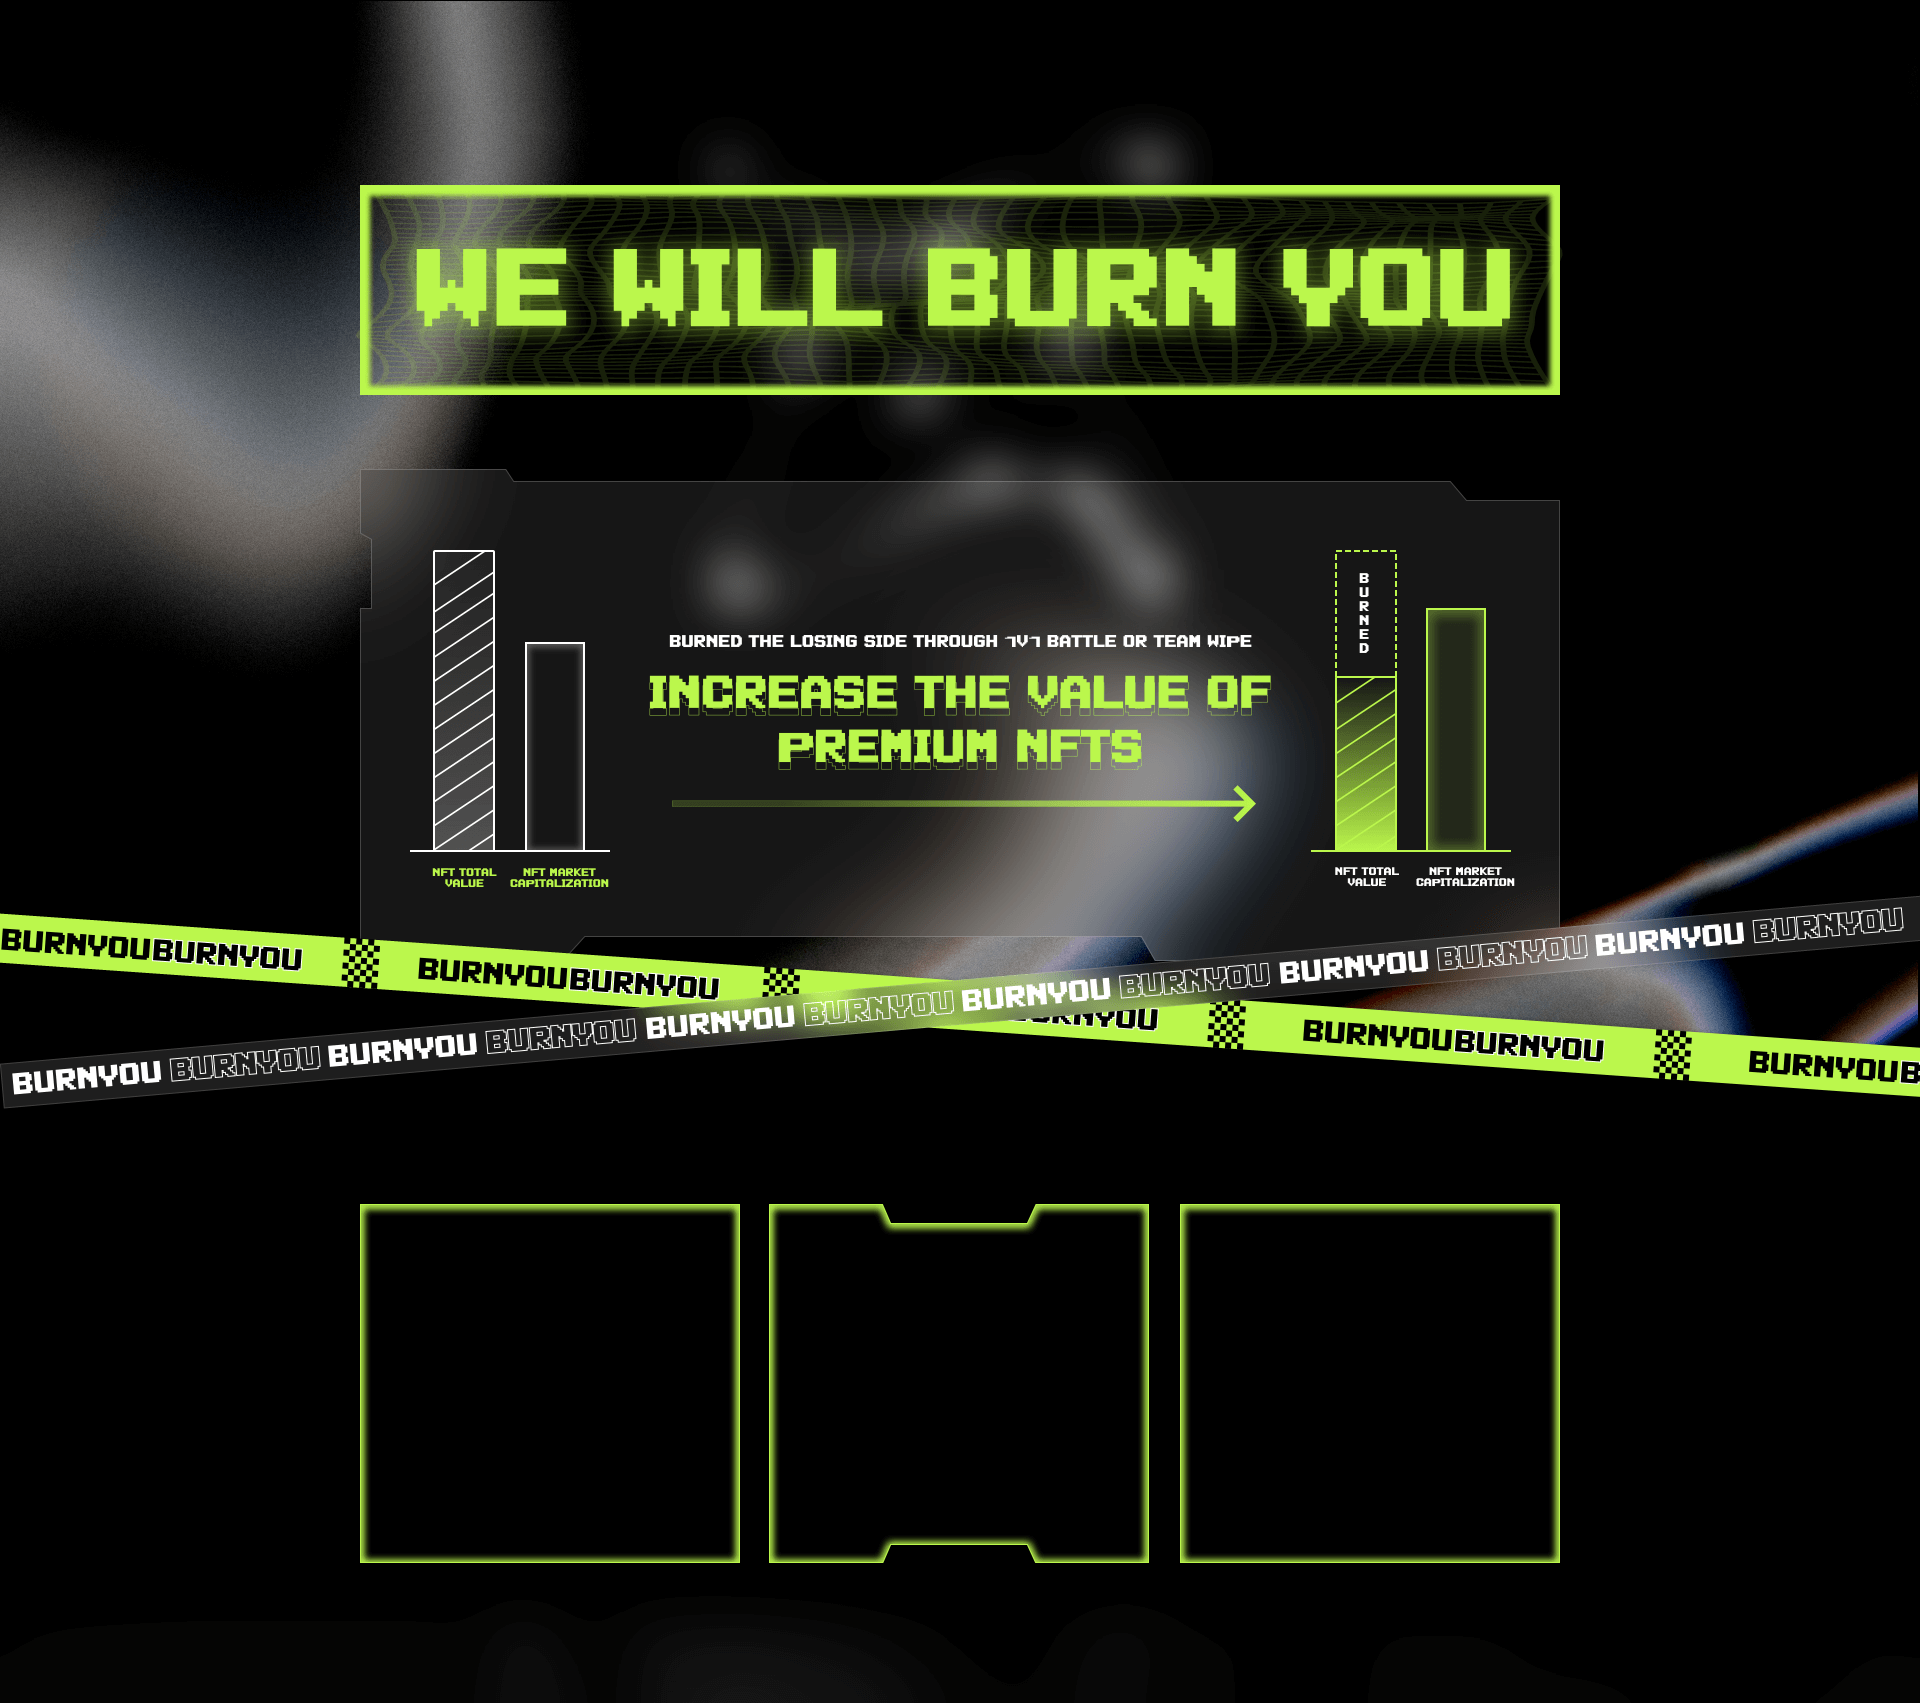 WE WILL BURN YOU
BURNED
BURNED THE LOSING SIDE THROUGH 1V1 BATTLE OR TEAM WIPE
INCREASE THE VALUE OF
PREMIUM NFTS
NFT TOTAL
VALUE
NFT MARKET
CAPITALIZATION
NFT TOTAL
VALUE
NFT MARKET
CAPITALIZATION
BURNYOUBURNYOU BURNYOUBURNYOU BURNYOU BURNYOUBURNYOU BURNYOUB
BURNYOU BURNYOU BURNYOU BURNYOU BURNYOU BURNYOU BURNYOU BURNYOU BURNYOU BURNYOU BURNYOU BURNYOU